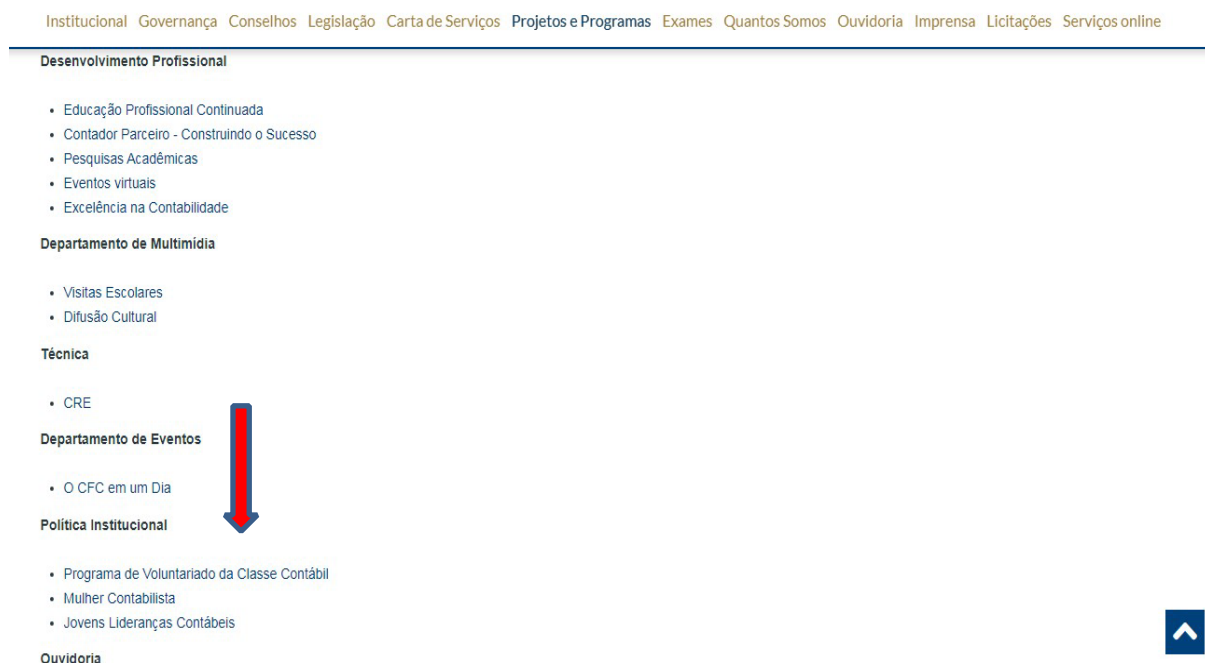 Institucional Governança Conselhos Legislação Carta de Serviços Projetos e Programas Exames Quantos Somos Ouvidoria Imprensa Licitações Serviços online
Desenvolvimento Profissional
• Educação Profissional Continuada
• Contador Parceiro - Construindo o Sucesso
• Pesquisas Acadêmicas
• Eventos virtuais
• Excelência na Contabilidade
Departamento de Multimídia
• Visitas Escolares
• Difusão Cultural
Técnica
• CRE
Departamento de Eventos
• O CFC em um Dia
Política Institucional
• Programa de Voluntariado da Classe Contábil
• Mulher Contabilista
• Jovens Lideranças Contábeis
Ouvidoria